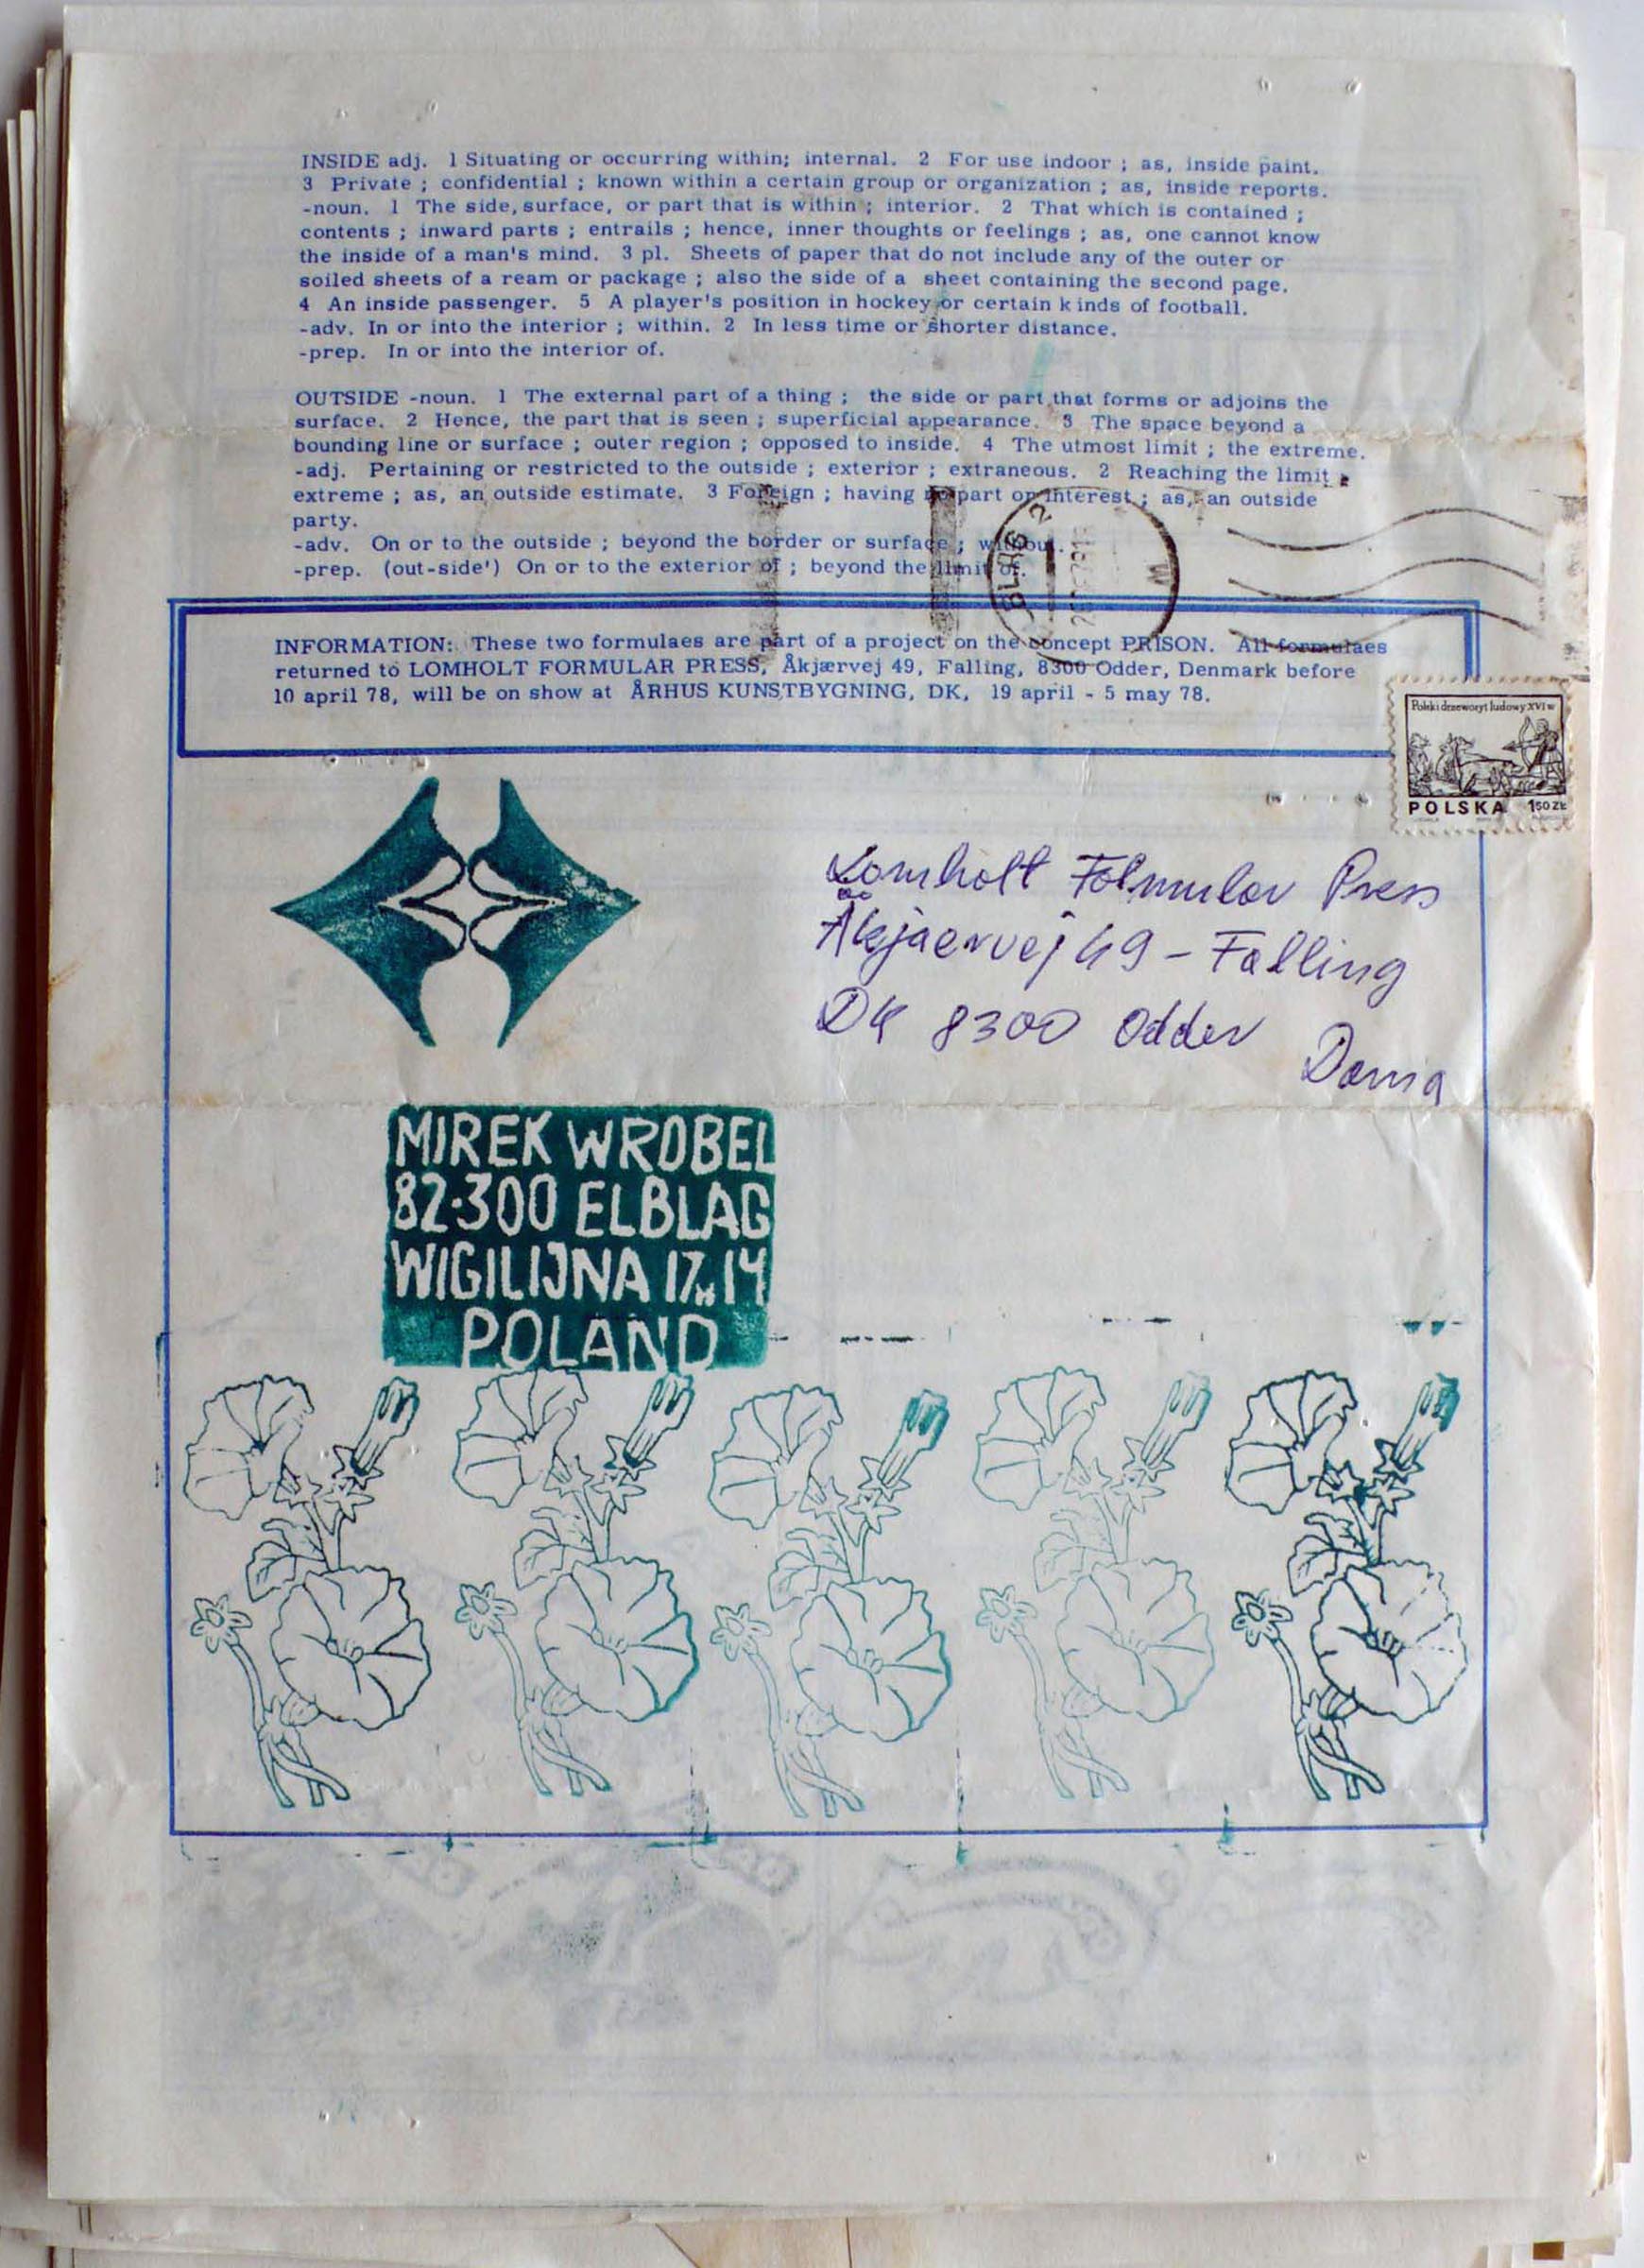 INSIDE adj. 1 Situating or occurring within; internal. 2 For use indoor ; as, inside paint.
3 Private ; confidential ; known within a certain group or organization ; as, inside reports.
-noun. 1 The side, surface, or part that is within ; interior. 2 That which is contained ;
contents ; inward parts ; entrails ; hence, inner thoughts or feelings ; as, one cannot know
the inside of a man's mind. 3 pl. Sheets of paper that do not include any of the outer or
soiled sheets of a ream or package ; also the side of a sheet containing the second page.
4 An inside passenger. 5 A player's position in hockey or certain kinds of football.
-adv. In or into the interior ; within. 2 In less time or shorter distance.
-prep. In or into the interior of.
OUTSIDE -noun. 1 The external part of a thing ; the side or part that forms or adjoins the
surface. 2 Hence, the part that is seen ; superficial appearance. 3 The space beyond a
bounding line or surface ; outer region ; opposed to inside. 4 The utmost limit ; the extreme.
-adj. Pertaining or restricted to the outside ; exterior ; extraneous. 2 Reaching the limit ;
extreme ; as, an outside estimate. 3 Foreign ; having no part or interest ; as, an outside
party.
-adv. On or to the outside ; beyond the border or surface ; without.
-prep. (out-side') On or to the exterior of ; beyond the limit of.
INFORMATION: These two formulaes are part of a project on the concept PRISON. All formulaes
returned to LOMHOLT FORMULAR PRESS, Åkjærvej 49, Falling, 8300 Odder, Denmark before
10 april 78, will be on show at ÅRHUS KUNSTBYGNING, DK, 19 april - 5 may 78.
Polski drzeworyt ludowy XVI w
POLSKA 150 ZŁ
Lomholt Folmular Press
Åkjaervej 49 - Falling
DK 8300 Odder
Dania
MIREK WROBEL
82-300 ELBLAG
WIGILIJNA 17 m 14
POLAND